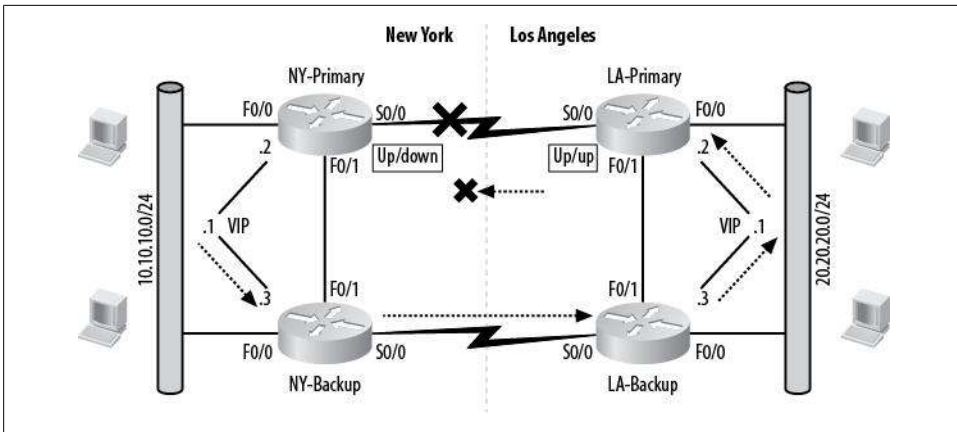 New York
Los Angeles
NY-Primary
LA-Primary
F0/0
S0/0
S0/0
F0/0
.2
F0/1
Up/down
Up/up
F0/1
.2
10.10.10.0/24
.1
VIP
VIP
.1
20.20.20.0/24
.3
F0/1
F0/1
.3
F0/0
S0/0
S0/0
F0/0
NY-Backup
LA-Backup